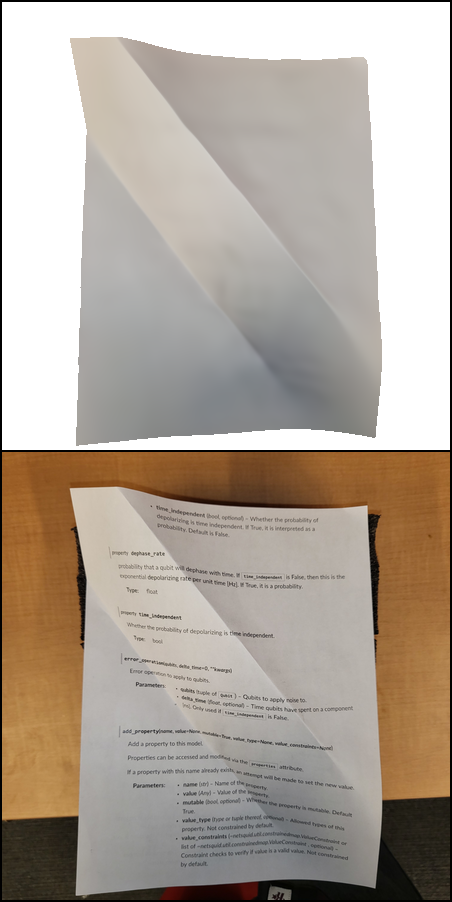 • time_independent (bool, optional) – Whether the probability of
depolarizing is time independent. If True, it is interpreted as a
probability. Default is False.
property dephase_rate
probability that a qubit will dephase with time. If time_independent is False, then this is the
exponential depolarizing rate per unit time [Hz]. If True, it is a probability.
Type: float
property time_independent
Whether the probability of depolarizing is time independent.
Type: bool
error_operation(qubits, delta_time=0, **kwargs)
Error operation to apply to qubits.
Parameters: • qubits (tuple of Qubit) – Qubits to apply noise to.
• delta_time (float, optional) – Time qubits have spent on a component
[ns]. Only used if time_independent is False.
add_property(name, value=None, mutable=True, value_type=None, value_constraints=None)
Add a property to this model.
Properties can be accessed and modified via the properties attribute.
If a property with this name already exists, an attempt will be made to set the new value
Parameters: • name (str) – Name of the property.
• value (Any) – Value of the property.
• mutable (bool, optional) – Whether the property is mutable. Default
True.
• value_type (type or tuple thereof, optional) – Allowed types of this
property. Not constrained by default.
• value_constraints (~netsquid.util.constrainedmap.ValueConstraint or
list of ~netsquid.util.constrainedmap.ValueConstraint, optional) –
Constraint checks to verify if value is a valid value. Not constrained
by default.